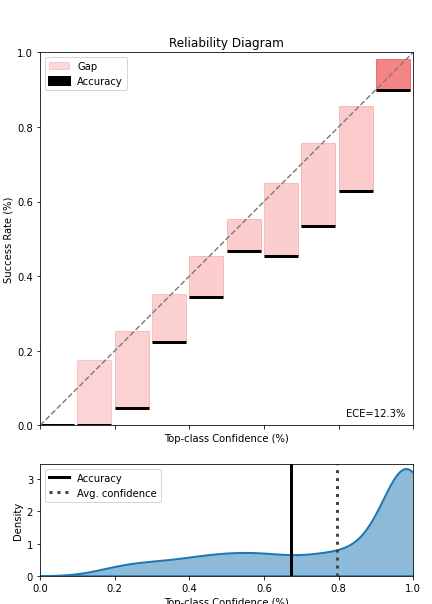 Reliability Diagram
Gap
Accuracy
1.0
0.8
0.6
0.4
0.2
0.0
Success Rate (%)
ECE=12.3%
Top-class Confidence (%)
Accuracy
Avg. confidence
3
2
1
0
Density
0.0 0.2 0.4 0.6 0.8 1.0
Top-class Confidence (%)